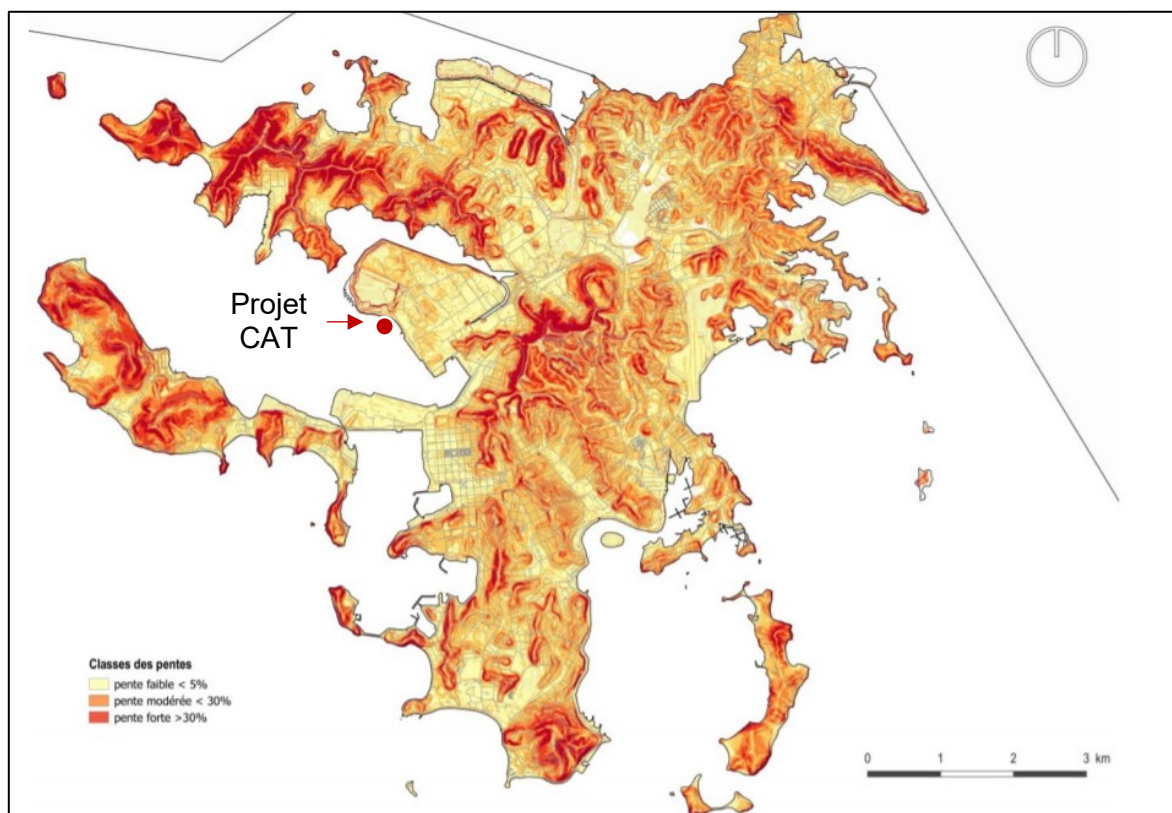 Projet
CAT
Classes des pentes
pente faible < 5%
pente modérée < 30%
pente forte >30%
0 1 2 3 km